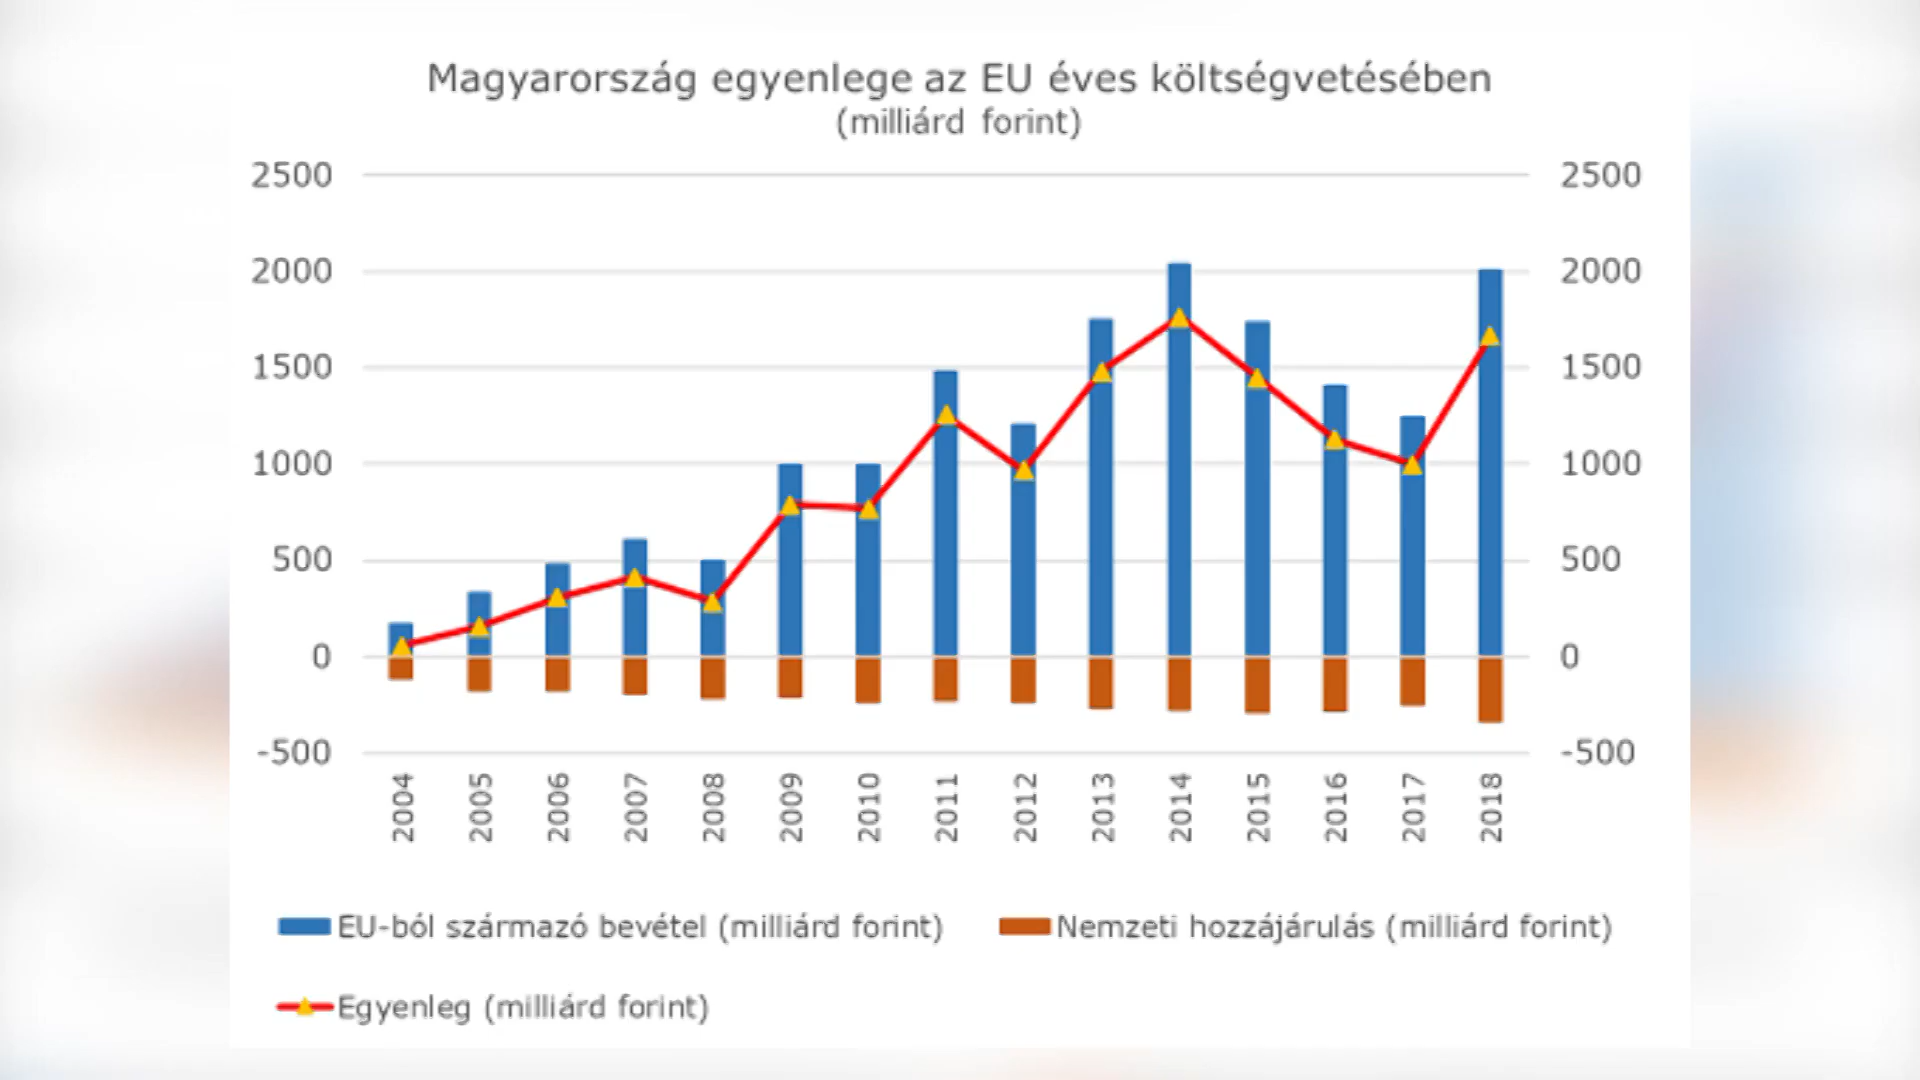 Magyarország egyenlege az EU éves költségvetésében
(milliárd forint)
2500 2500
2000 2000
1500 1500
1000 1000
500 500
0 0
-500 -500
2004 2005 2006 2007 2008 2009 2010 2011 2012 2013 2014 2015 2016 2017 2018
EU-ból származó bevétel (milliárd forint) Nemzeti hozzájárulás (milliárd forint)
Egyenleg (milliárd forint)